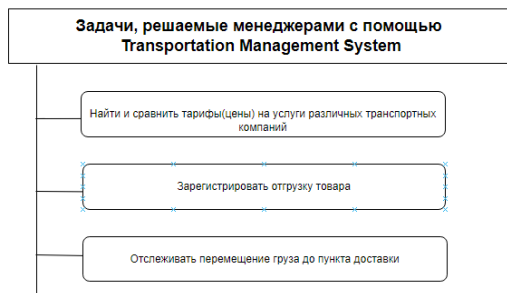 Задачи, решаемые менеджерами с помощью
Transportation Management System
Найти и сравнить тарифы(цены) на услуги различных транспортных
компаний
Зарегистрировать отгрузку товара
Отслеживать перемещение груза до пункта доставки